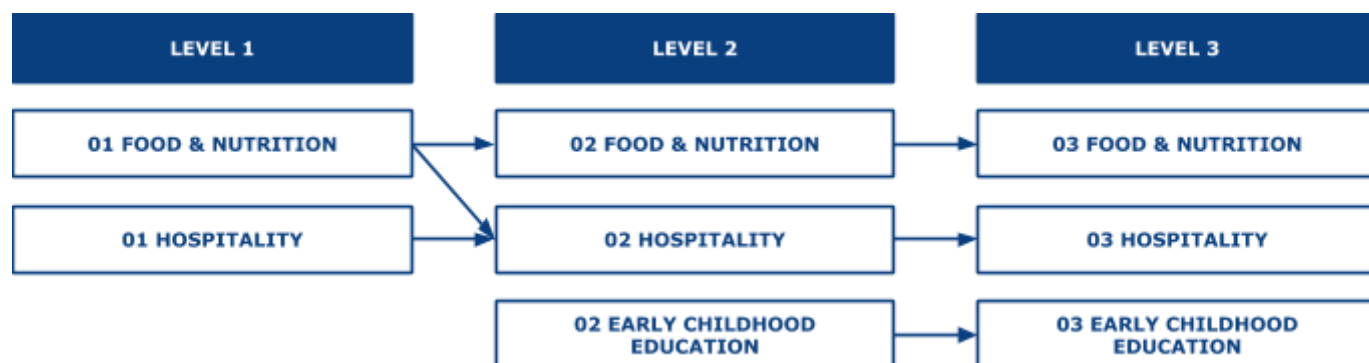 LEVEL 1
LEVEL 2
LEVEL 3
01 FOOD & NUTRITION
02 FOOD & NUTRITION
03 FOOD & NUTRITION
01 HOSPITALITY
02 HOSPITALITY
03 HOSPITALITY
02 EARLY CHILDHOOD
EDUCATION
03 EARLY CHILDHOOD
EDUCATION